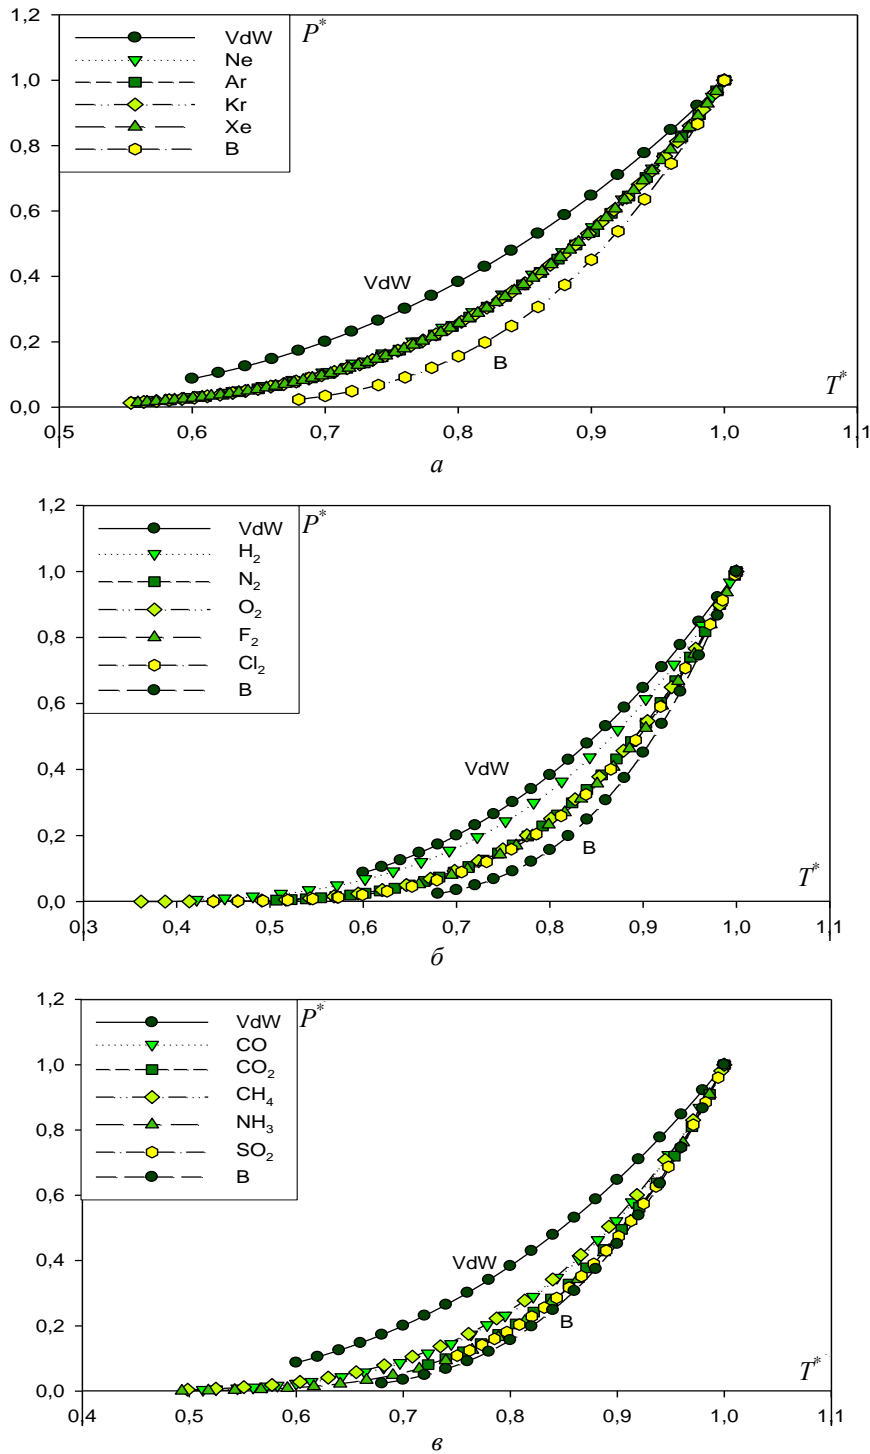 1,2
P*
VdW
Ne
Ar
Kr
Xe
B
1,0
0,8
0,6
0,4
0,2
0,0
VdW
B
T*
0,5 0,6 0,7 0,8 0,9 1,0 1,1
а
1,2
P*
VdW
H2
N2
O2
F2
Cl2
B
1,0
0,8
0,6
0,4
0,2
0,0
VdW
B
T*
0,3 0,4 0,5 0,6 0,7 0,8 0,9 1,0 1,1
б
1,2
P*
VdW
CO
CO2
CH4
NH3
SO2
B
1,0
0,8
0,6
0,4
0,2
0,0
VdW
B
T*
0,4 0,5 0,6 0,7 0,8 0,9 1,0 1,1
в